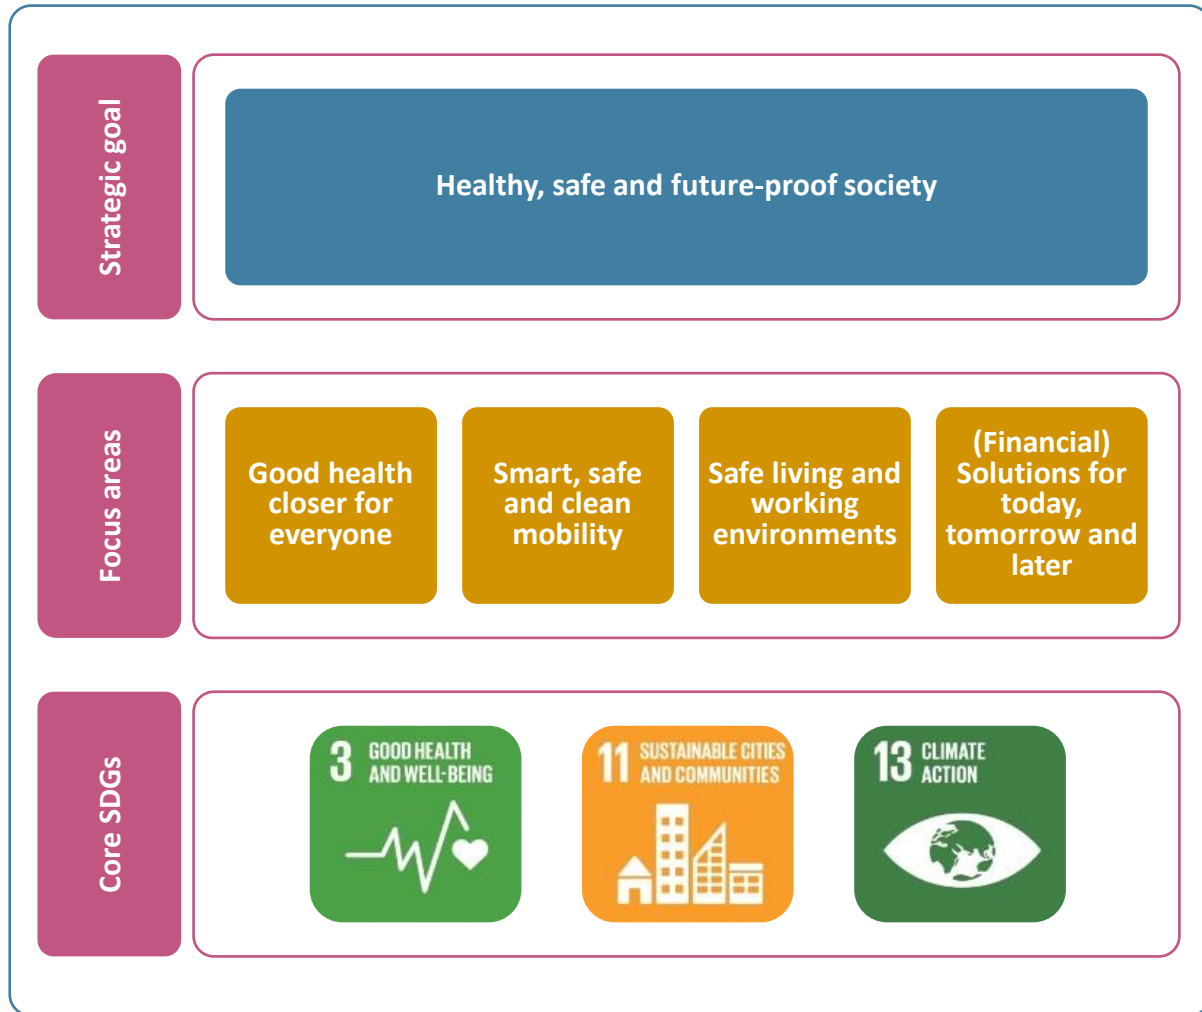 Strategic goal
Healthy, safe and future-proof society
Focus areas
Good health
closer for
everyone
Smart, safe
and clean
mobility
Safe living and
working
environments
(Financial)
Solutions for
today,
tomorrow and
later
Core SDGs
3 GOOD HEALTH
AND WELL-BEING
11 SUSTAINABLE CITIES
AND COMMUNITIES
13 CLIMATE
ACTION